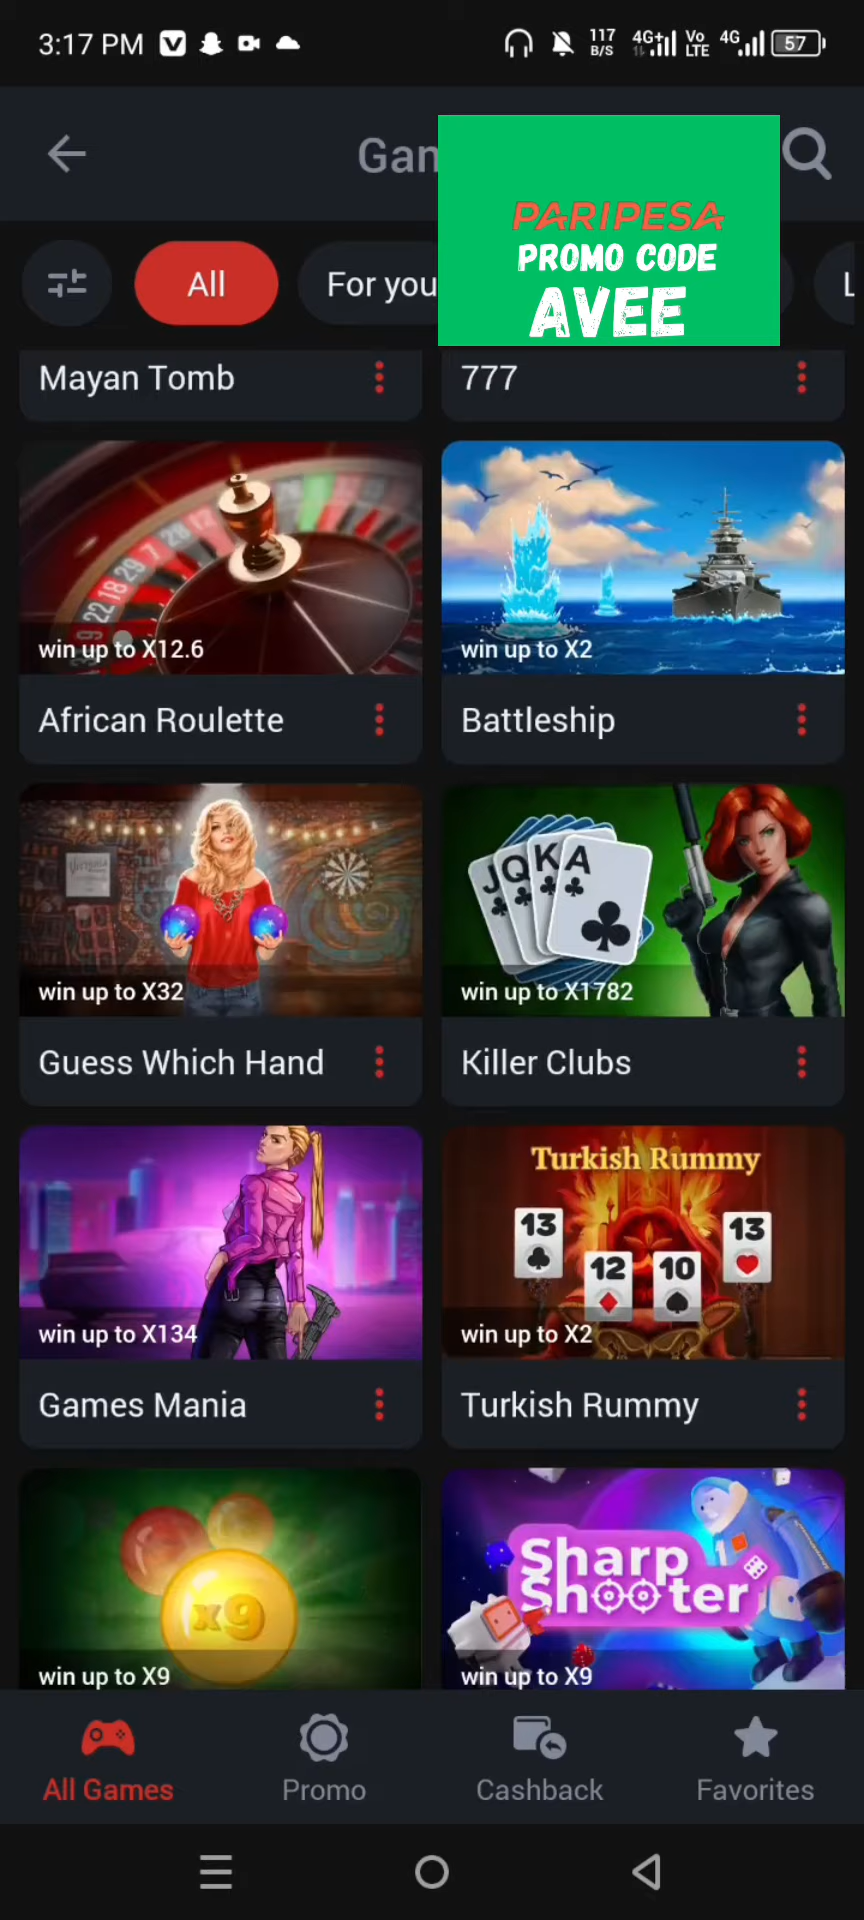 3:17 PM
117
B/S
4G+
Vo
LTE
4G
57
Gam
PARIPESA
PROMO CODE
AVEE
All
For you
L
Mayan Tomb
777
win up to X12.6
African Roulette
win up to X2
Battleship
win up to X32
Guess Which Hand
J Q K A
win up to X1782
Killer Clubs
win up to X134
Games Mania
Turkish Rummy
13
12
10
13
win up to X2
Turkish Rummy
x9
win up to X9
Sharp
Shooter
win up to X9
All Games
Promo
Cashback
Favorites